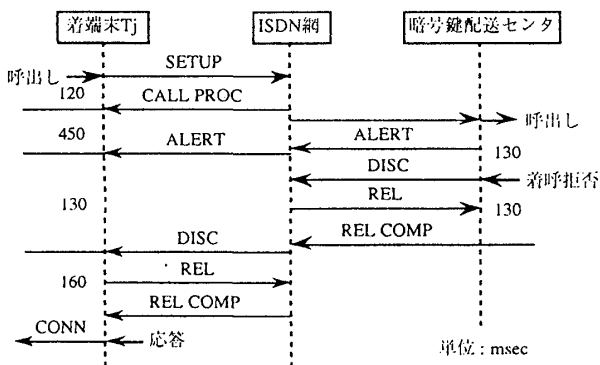 着端末Tj
ISDN網
暗号鍵配送センタ
SETUP
呼出し
120
CALL PROC
呼出し
450
ALERT
ALERT
130
DISC
着呼拒否
130
REL
130
DISC
REL COMP
160
REL
REL COMP
CONN
応答
単位 : msec